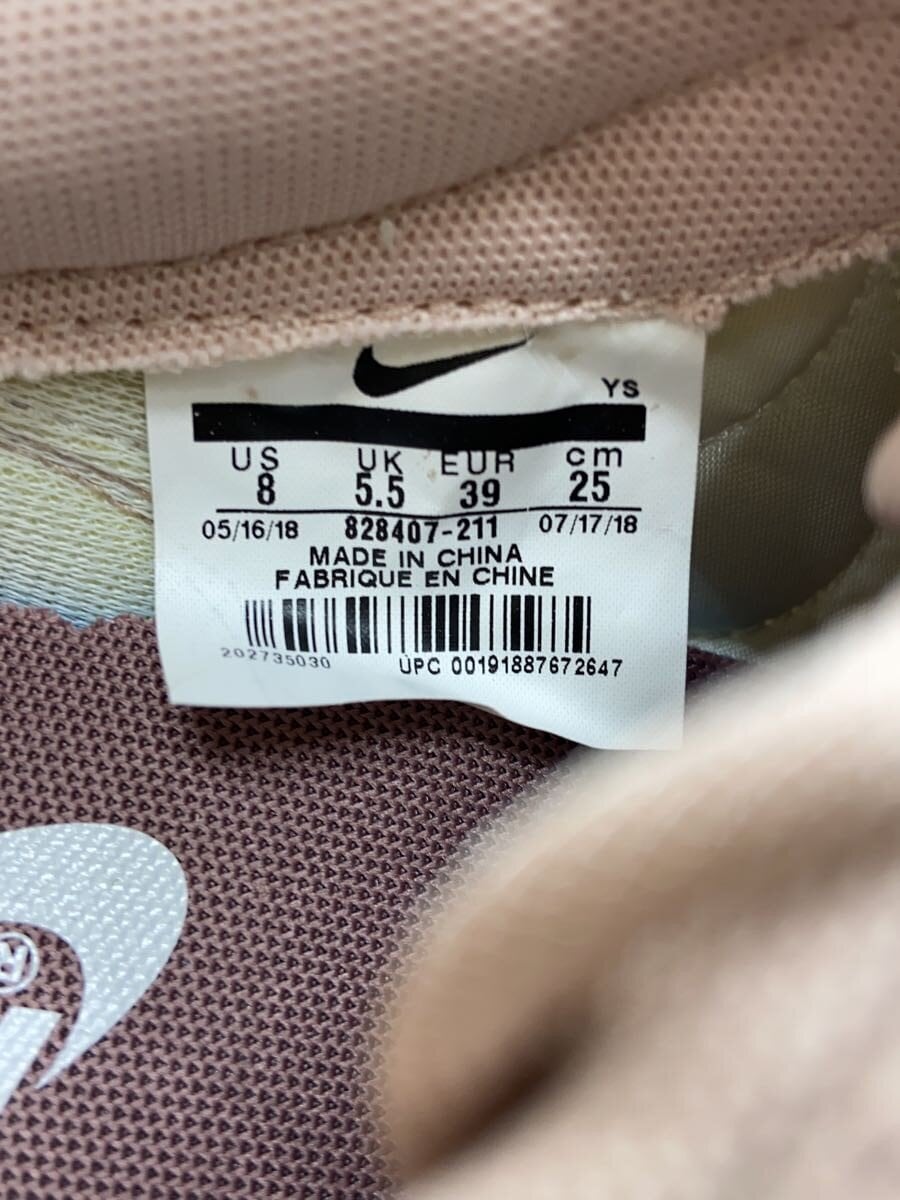 YS
US UK EUR cm
8 5.5 39 25
05/16/18 828407-211 07/17/18
MADE IN CHINA
FABRIQUE EN CHINE
202735030 UPC 00191887672647
®